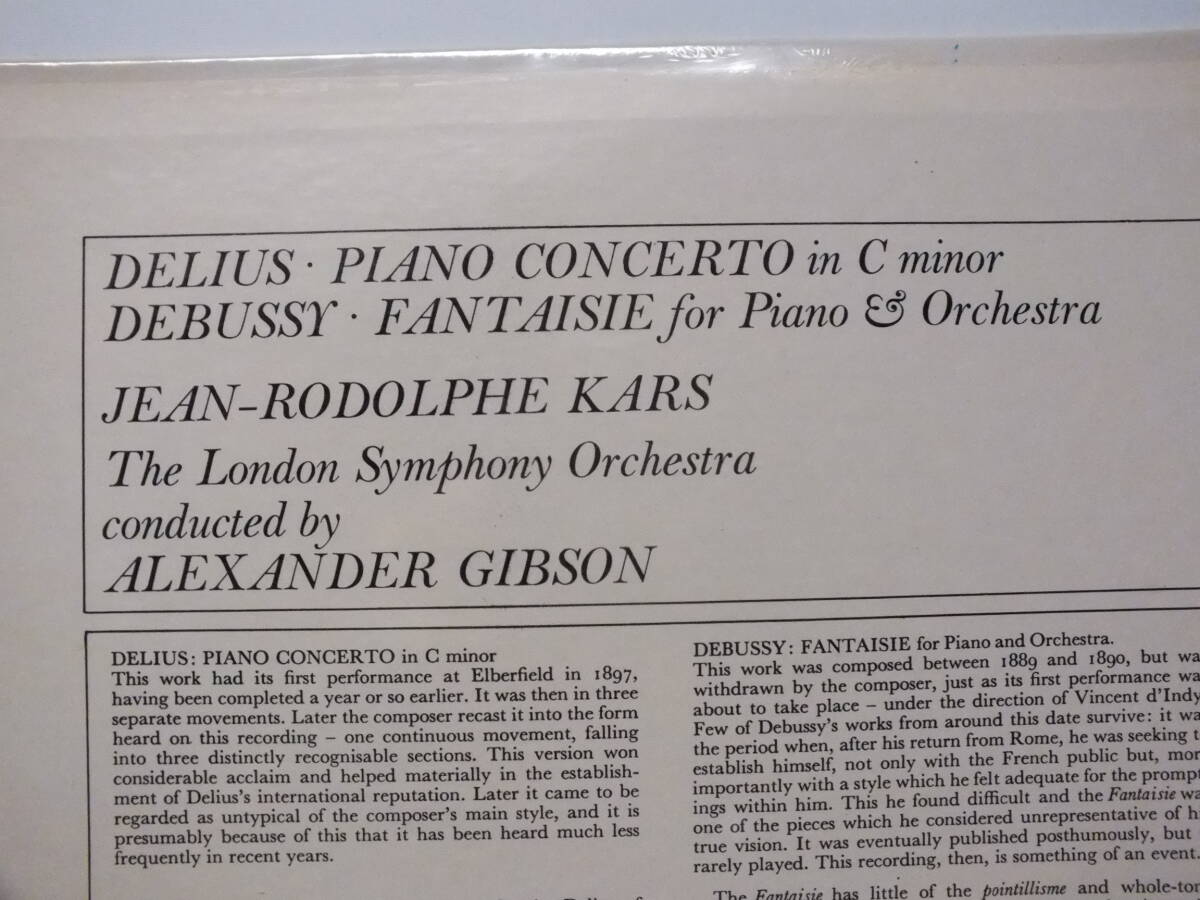 DELIUS · PIANO CONCERTO in C minor
DEBUSSY · FANTAISIE for Piano & Orchestra
JEAN-RODOLPHE KARS
The London Symphony Orchestra
conducted by
ALEXANDER GIBSON
DELIUS: PIANO CONCERTO in C minor
This work had its first performance at Elberfield in 1897,
having been completed a year or so earlier. It was then in three
separate movements. Later the composer recast it into the form
heard on this recording – one continuous movement, falling
into three distinctly recognisable sections. This version won
considerable acclaim and helped materially in the establish-
ment of Delius's international reputation. Later it came to be
regarded as untypical of the composer's main style, and it is
presumably because of this that it has been heard much less
frequently in recent years.
DEBUSSY: FANTAISIE for Piano and Orchestra.
This work was composed between 1889 and 1890, but wa
withdrawn by the composer, just as its first performance wa
about to take place – under the direction of Vincent d'Indy
Few of Debussy's works from around this date survive: it wa
the period when, after his return from Rome, he was seeking t
establish himself, not only with the French public but, mor
importantly with a style which he felt adequate for the prompt
ings within him. This he found difficult and the Fantaisie wa
one of the pieces which he considered unrepresentative of h
true vision. It was eventually published posthumously, but
rarely played. This recording, then, is something of an event.
The Fantaisie has little of the pointillisme and whole-ton